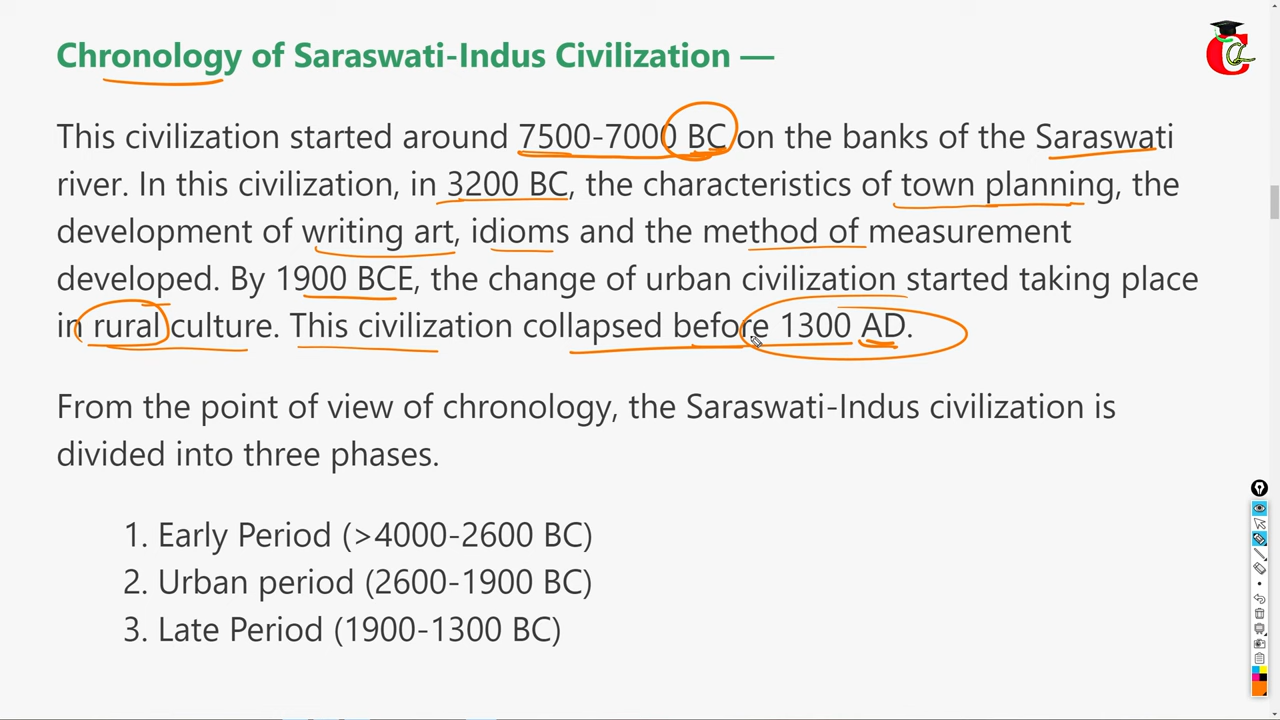 Chronology of Saraswati-Indus Civilization —
This civilization started around 7500-7000 BC on the banks of the Saraswati
river. In this civilization, in 3200 BC, the characteristics of town planning, the
development of writing art, idioms and the method of measurement
developed. By 1900 BCE, the change of urban civilization started taking place
in rural culture. This civilization collapsed before 1300 AD.
From the point of view of chronology, the Saraswati-Indus civilization is
divided into three phases.
1. Early Period (>4000-2600 BC)
2. Urban period (2600-1900 BC)
3. Late Period (1900-1300 BC)